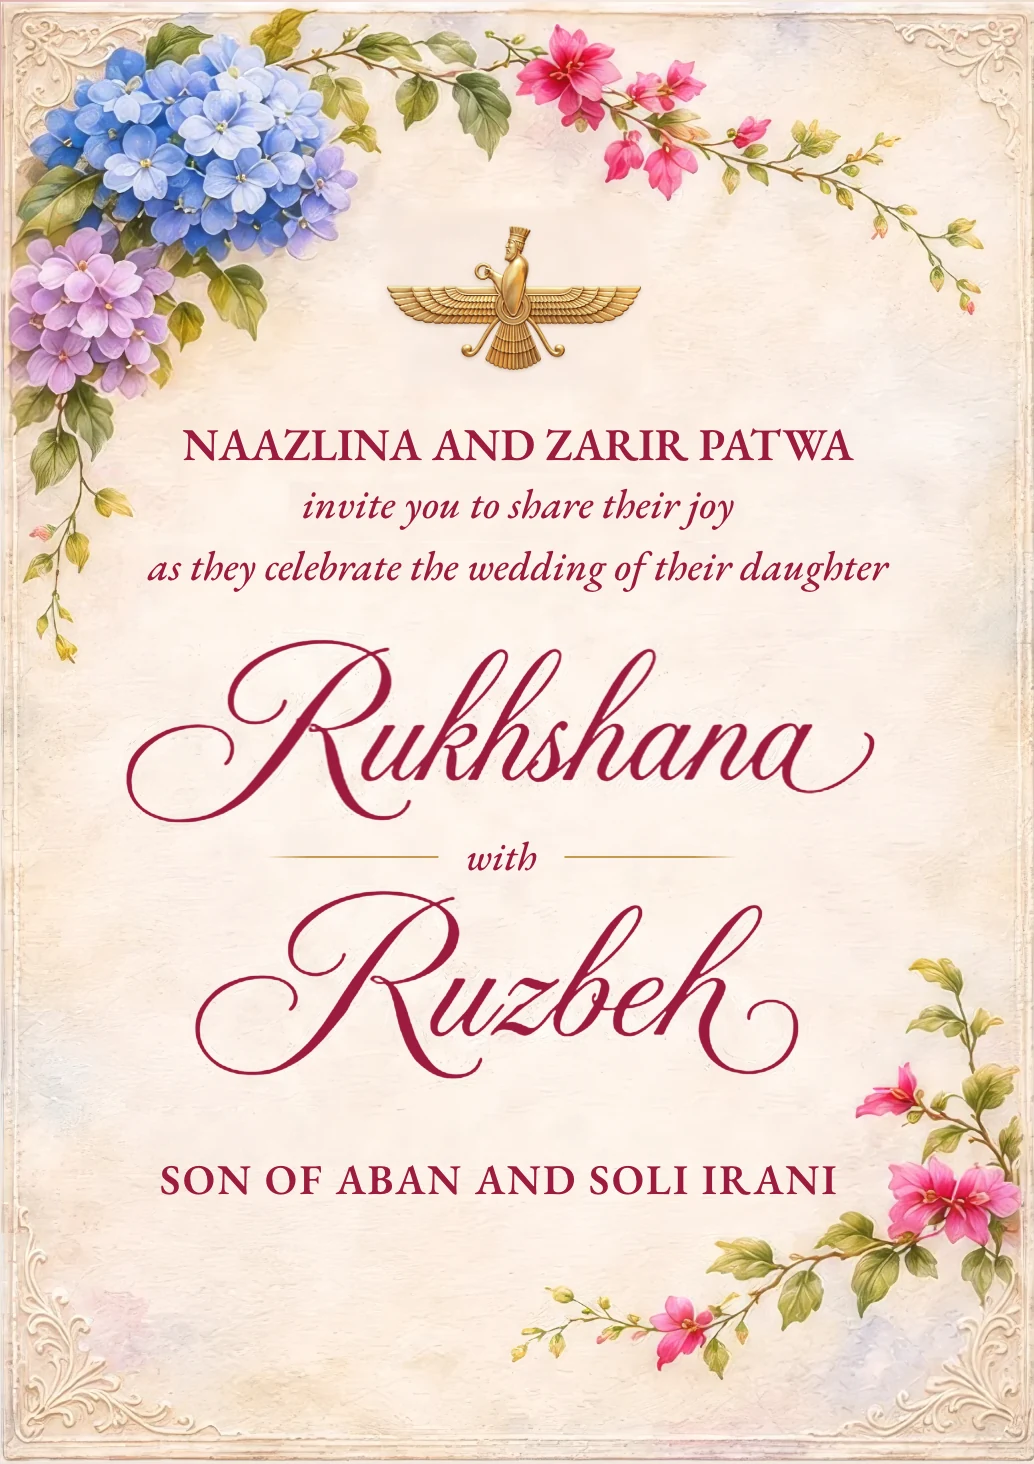 NAAZLINA AND ZARIR PATWA
invite you to share their joy
as they celebrate the wedding of their daughter
Rukhshana
with
Ruzbeh
SON OF ABAN AND SOLI IRANI